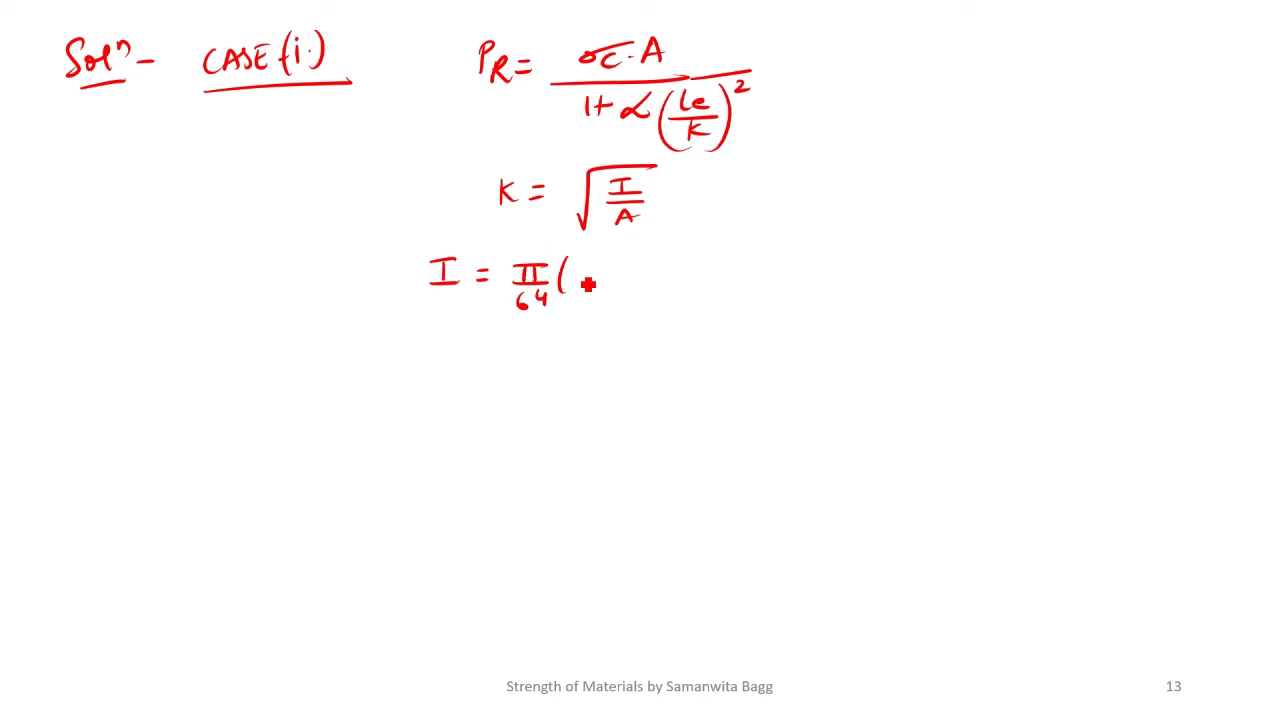 Solⁿ - CASE (i.) P_R = σc.A / 1 + α (le/K)²
K = √(I/A)
I = π/64 (
Strength of Materials by Samanwita Bagg 13